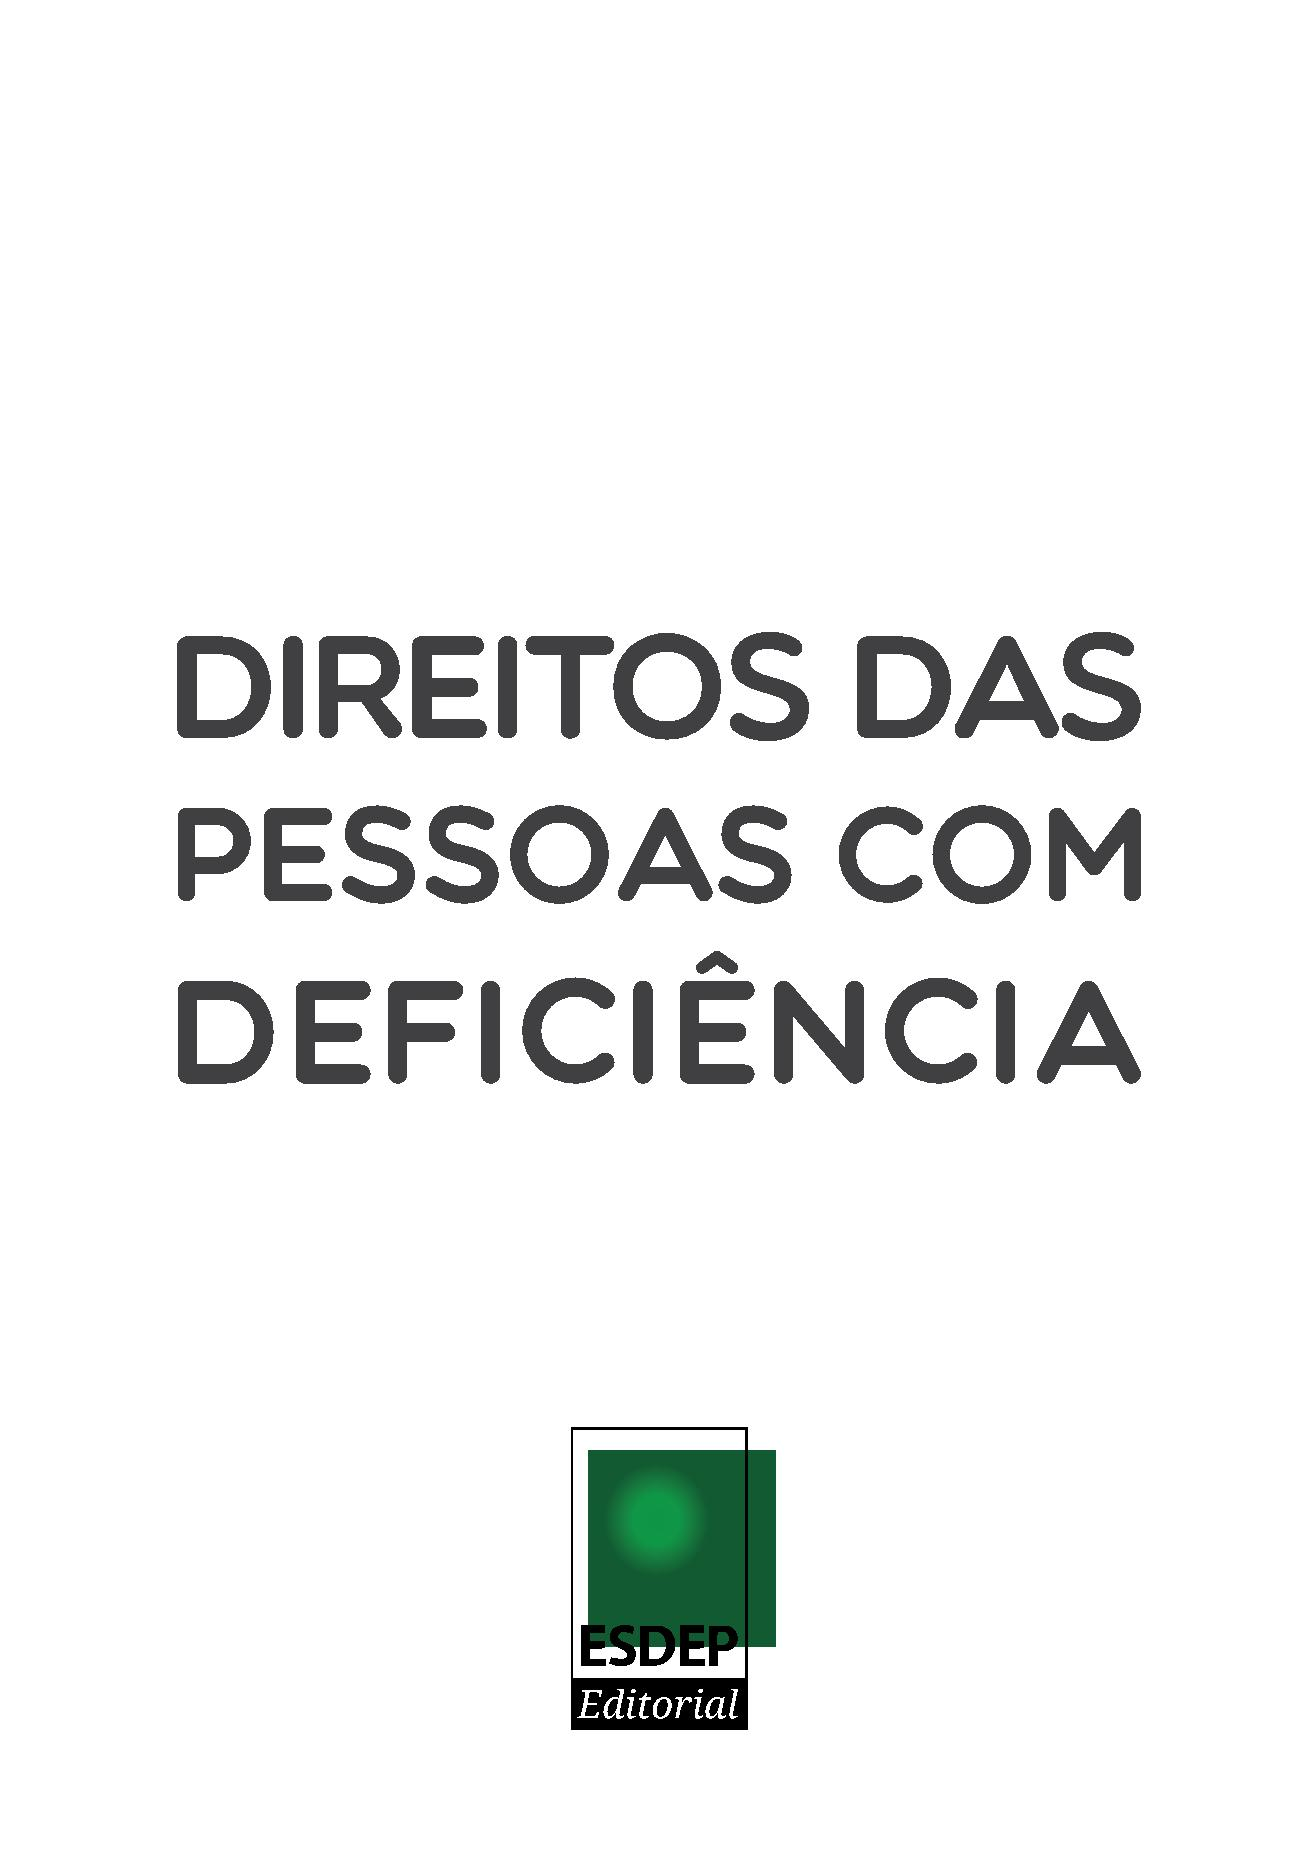 DIREITOS DAS
PESSOAS COM
DEFICIÊNCIA
ESDEP
Editorial